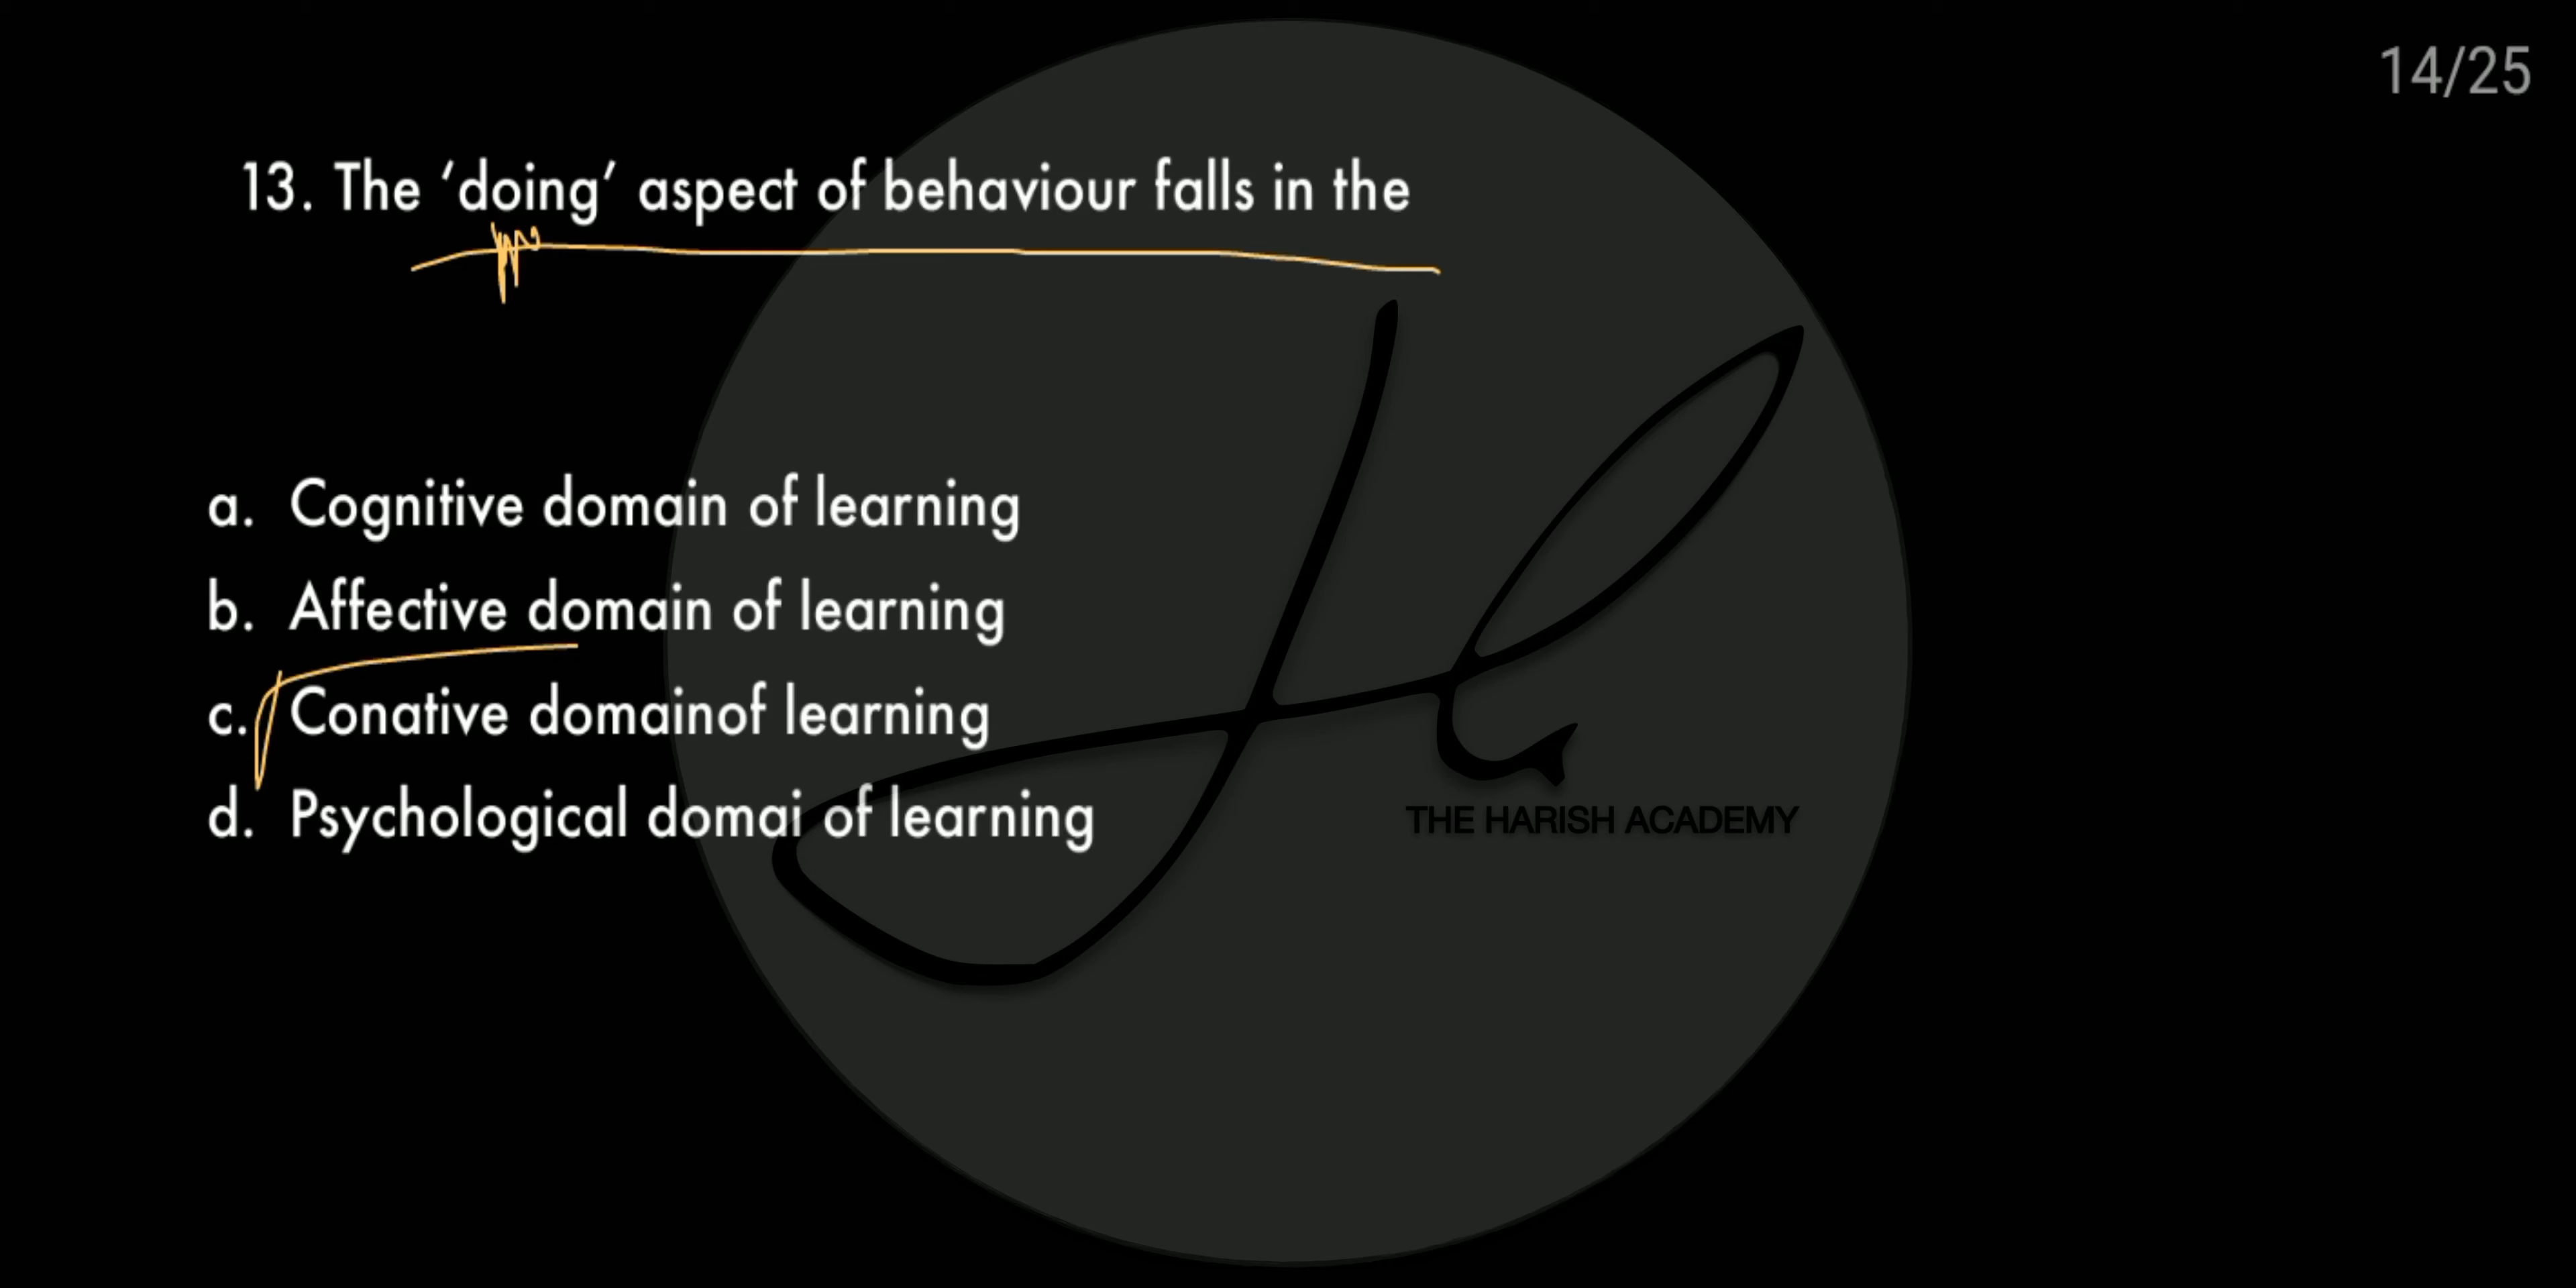 14/25
13. The ‘doing’ aspect of behaviour falls in the
a. Cognitive domain of learning
b. Affective domain of learning
c. Conative domainof learning
d. Psychological domai of learning
THE HARISH ACADEMY